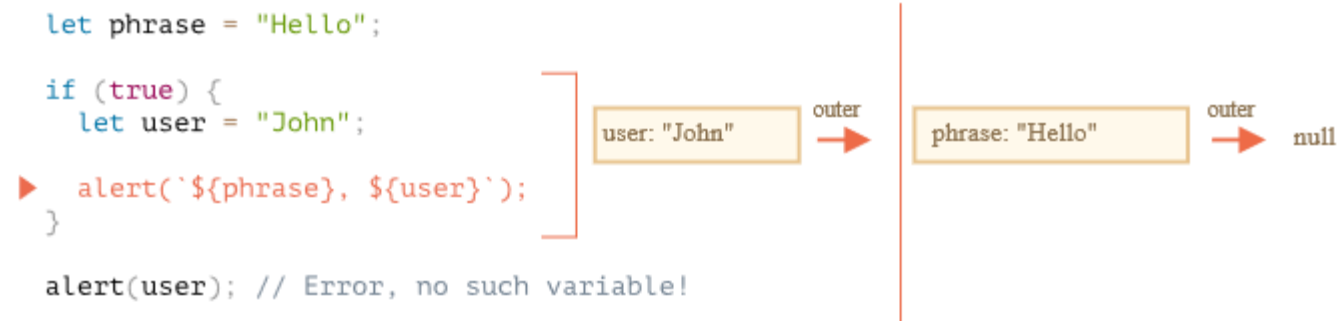 let phrase = "Hello";
if (true) {
let user = "John";
alert(`${phrase}, ${user}`);
}
alert(user); // Error, no such variable!
user: "John"
outer
phrase: "Hello"
outer
null